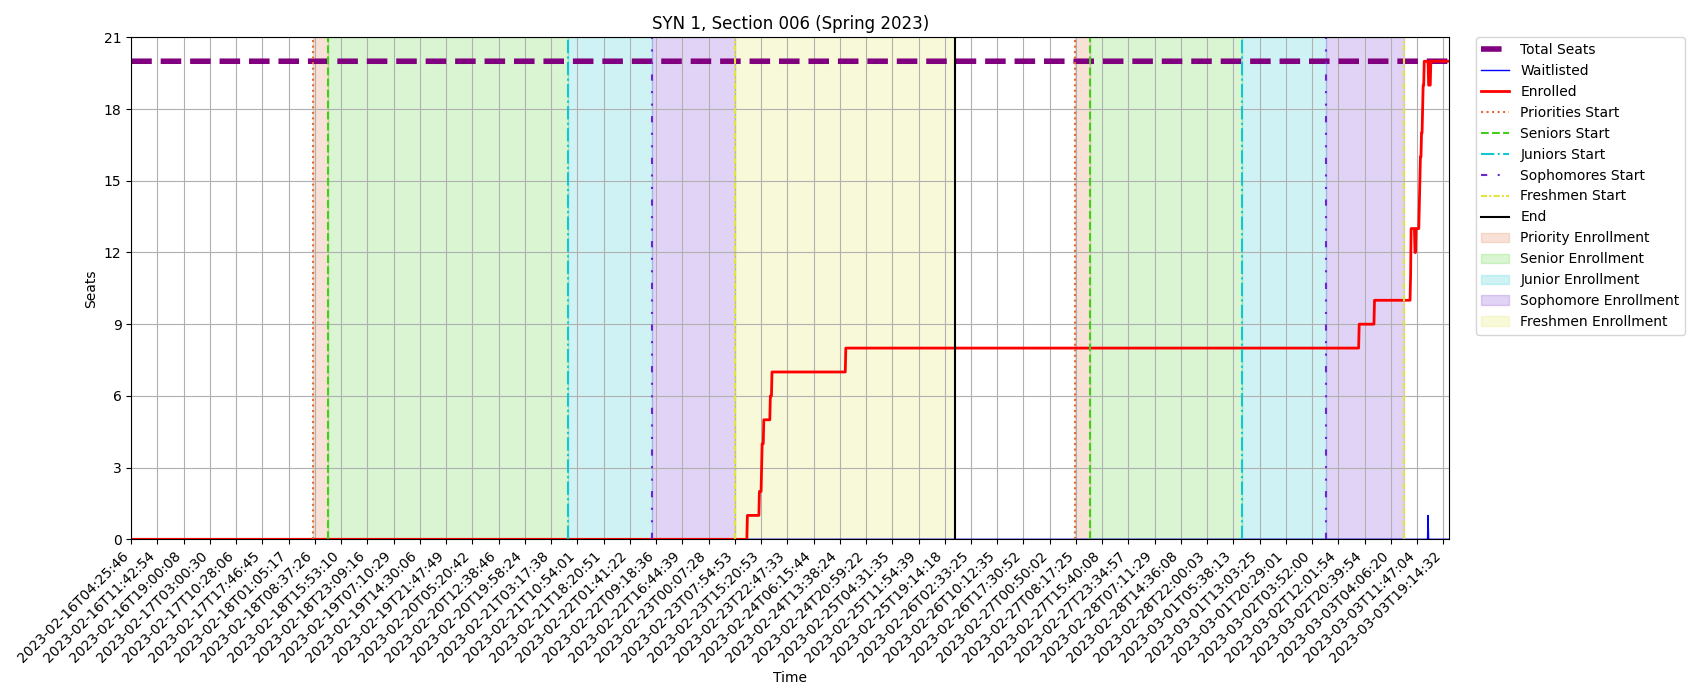 SYN 1, Section 006 (Spring 2023)
21
18
15
12
9
6
3
0
Seats
2023-02-16T04:25:46
2023-02-16T11:42:54
2023-02-16T19:00:08
2023-02-17T03:00:30
2023-02-17T10:28:06
2023-02-17T17:46:45
2023-02-18T01:05:17
2023-02-18T08:37:26
2023-02-18T15:53:10
2023-02-18T23:09:16
2023-02-19T07:10:29
2023-02-19T14:30:06
2023-02-19T21:47:49
2023-02-20T05:20:42
2023-02-20T12:38:46
2023-02-20T19:58:24
2023-02-21T03:17:38
2023-02-21T10:54:01
2023-02-21T18:20:51
2023-02-22T01:41:22
2023-02-22T09:18:36
2023-02-22T16:44:39
2023-02-23T00:07:28
2023-02-23T07:54:53
2023-02-23T15:20:53
2023-02-23T22:47:33
2023-02-24T06:15:44
2023-02-24T13:38:24
2023-02-24T20:59:22
2023-02-25T04:31:35
2023-02-25T11:54:39
2023-02-25T19:14:18
2023-02-26T02:33:25
2023-02-26T10:12:35
2023-02-26T17:30:52
2023-02-27T00:50:02
2023-02-27T08:17:25
2023-02-27T15:40:08
2023-02-27T23:34:57
2023-02-28T07:11:29
2023-02-28T14:36:08
2023-02-28T22:00:03
2023-03-01T05:38:13
2023-03-01T13:03:25
2023-03-01T20:29:01
2023-03-02T03:52:00
2023-03-02T12:01:54
2023-03-02T20:39:54
2023-03-03T04:06:20
2023-03-03T11:47:04
2023-03-03T19:14:32
Time
Total Seats
Waitlisted
Enrolled
Priorities Start
Seniors Start
Juniors Start
Sophomores Start
Freshmen Start
End
Priority Enrollment
Senior Enrollment
Junior Enrollment
Sophomore Enrollment
Freshmen Enrollment